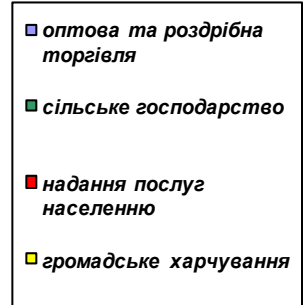 оптова та роздрібна
торгівля
сільське господарство
надання послуг
населенню
громадське харчування